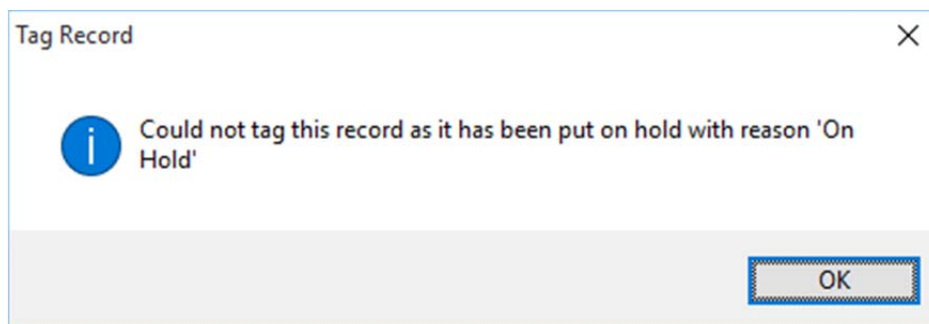 Tag Record
Could not tag this record as it has been put on hold with reason 'On
Hold'
OK